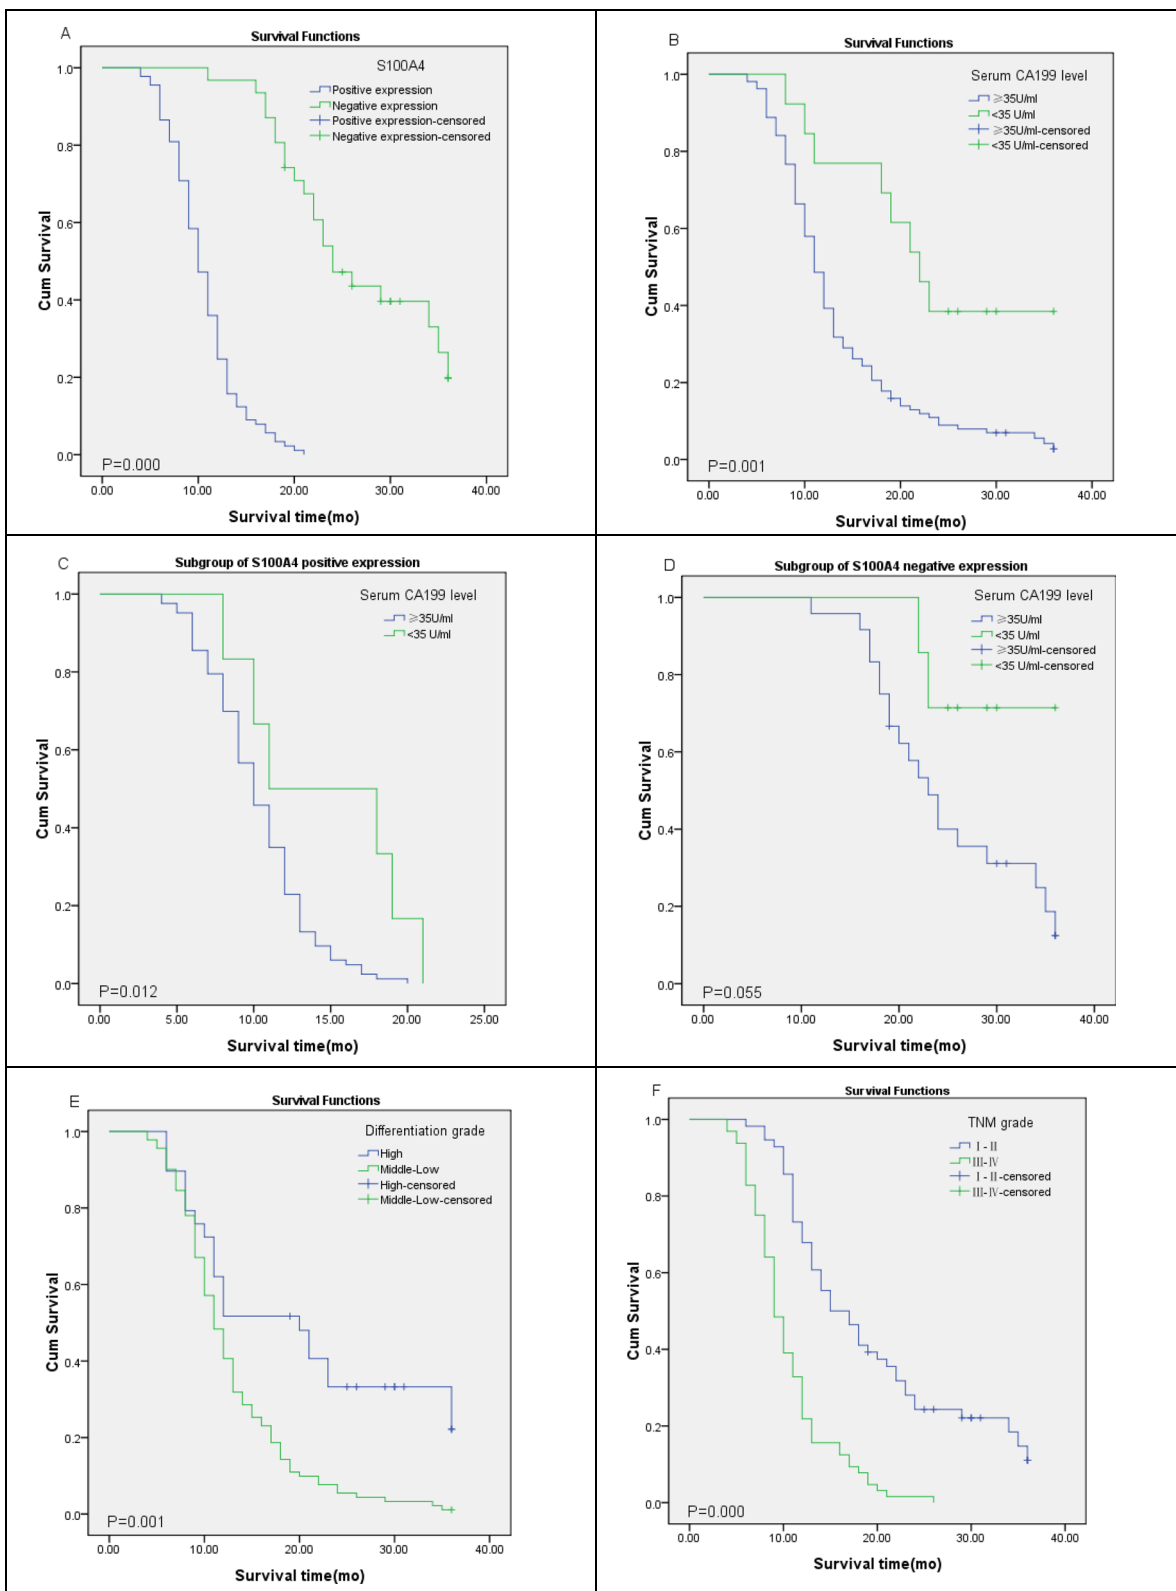 A
Survival Functions
S100A4
Positive expression
Negative expression
Positive expression-censored
Negative expression-censored
1.0
0.8
0.6
0.4
0.2
0.0
Cum Survival
P=0.000
0.00 10.00 20.00 30.00 40.00
Survival time(mo)
B
Survival Functions
Serum CA199 level
≥35U/ml
<35 U/ml
≥35U/ml-censored
<35 U/ml-censored
1.0
0.8
0.6
0.4
0.2
0.0
Cum Survival
P=0.001
0.00 10.00 20.00 30.00 40.00
Survival time(mo)
C
Subgroup of S100A4 positive expression
Serum CA199 level
≥35U/ml
<35 U/ml
1.0
0.8
0.6
0.4
0.2
0.0
Cum Survival
P=0.012
0.00 5.00 10.00 15.00 20.00 25.00
Survival time(mo)
D
Subgroup of S100A4 negative expression
Serum CA199 level
≥35U/ml
<35 U/ml
≥35U/ml-censored
<35 U/ml-censored
1.0
0.8
0.6
0.4
0.2
0.0
Cum Survival
P=0.055
0.00 10.00 20.00 30.00 40.00
Survival time(mo)
E
Survival Functions
Differentiation grade
High
Middle-Low
High-censored
Middle-Low-censored
1.0
0.8
0.6
0.4
0.2
0.0
Cum Survival
P=0.001
0.00 10.00 20.00 30.00 40.00
Survival time(mo)
F
Survival Functions
TNM grade
Ⅰ-Ⅱ
Ⅲ-Ⅳ
Ⅰ-Ⅱ-censored
Ⅲ-Ⅳ-censored
1.0
0.8
0.6
0.4
0.2
0.0
Cum Survival
P=0.000
0.00 10.00 20.00 30.00 40.00
Survival time(mo)